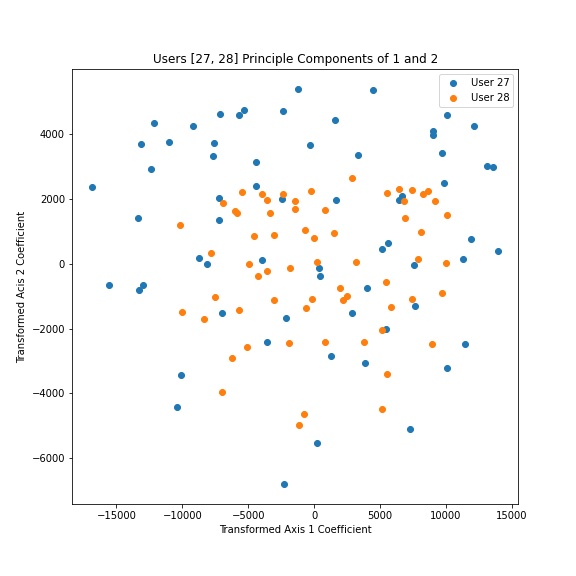 Users [27, 28] Principle Components of 1 and 2
User 27
User 28
Transformed Acis 2 Coefficient
4000
2000
0
−2000
−4000
−6000
−15000 −10000 −5000 0 5000 10000 15000
Transformed Axis 1 Coefficient